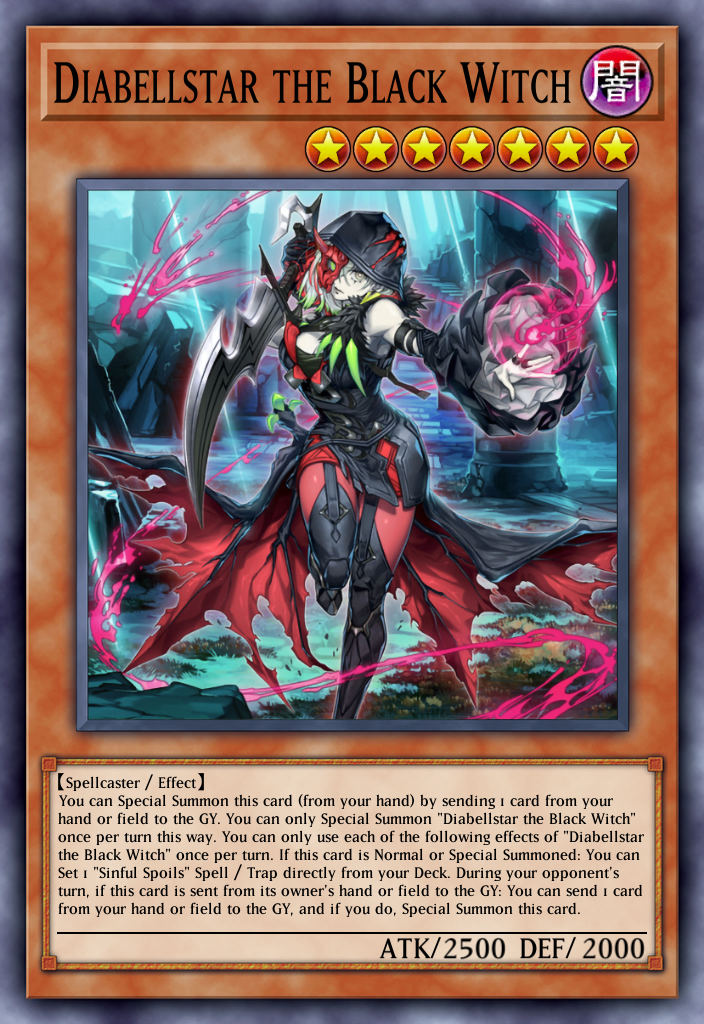 Diabellstar the Black Witch
闇
【Spellcaster / Effect】
You can Special Summon this card (from your hand) by sending 1 card from your
hand or field to the GY. You can only Special Summon "Diabellstar the Black Witch"
once per turn this way. You can only use each of the following effects of "Diabellstar
the Black Witch" once per turn. If this card is Normal or Special Summoned: You can
Set 1 "Sinful Spoils" Spell / Trap directly from your Deck. During your opponent's
turn, if this card is sent from its owner's hand or field to the GY: You can send 1 card
from your hand or field to the GY, and if you do, Special Summon this card.
ATK/2500 DEF/2000